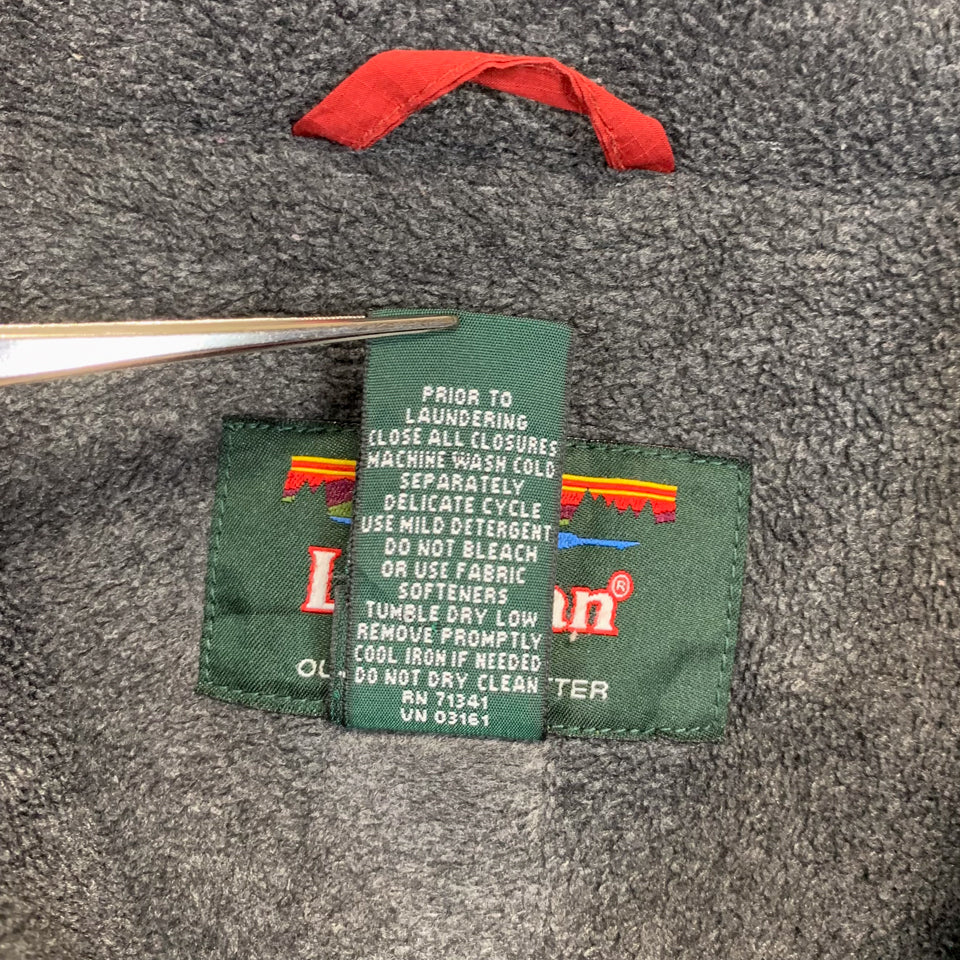 PRIOR TO
LAUNDERING
CLOSE ALL CLOSURES
MACHINE WASH COLD
SEPARATELY
DELICATE CYCLE
USE MILD DETERGENT
DO NOT BLEACH
OR USE FABRIC
SOFTENERS
TUMBLE DRY LOW
REMOVE PROMPTLY
COOL IRON IF NEEDED
DO NOT DRY CLEAN
RN 71341
VN 03161